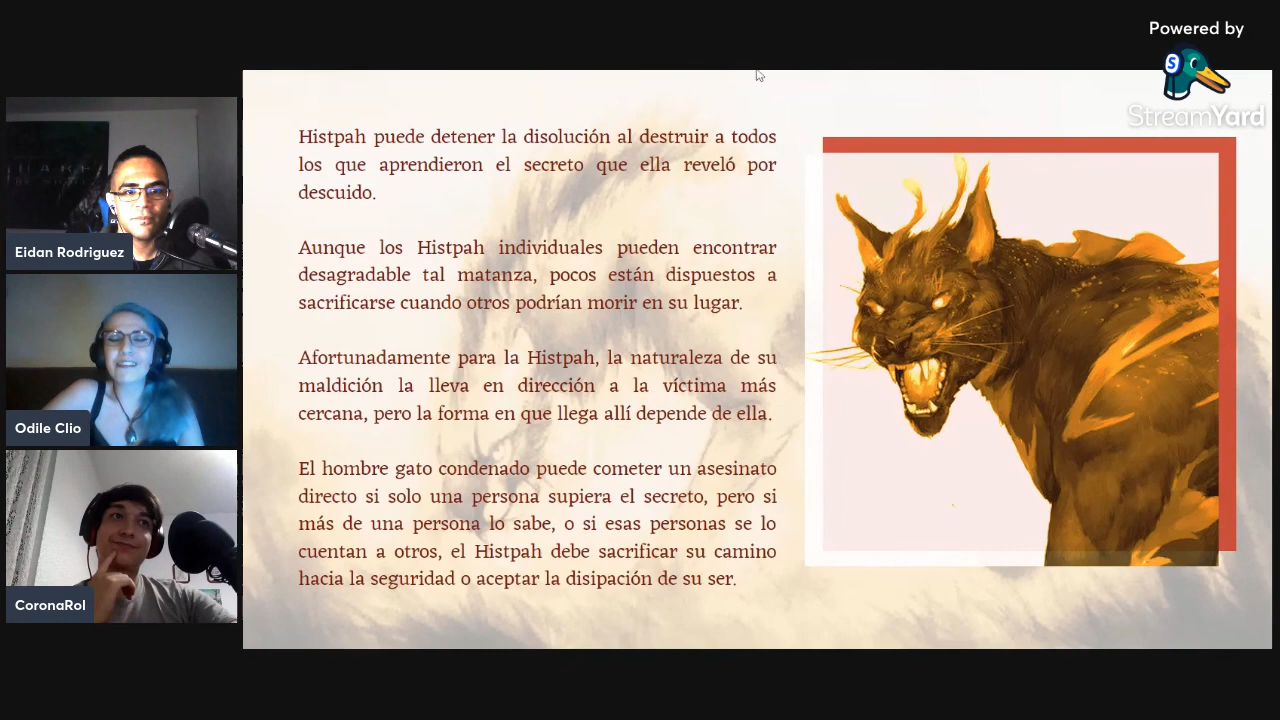 Powered by
StreamYard
Histpah puede detener la disolución al destruir a todos
los que aprendieron el secreto que ella reveló por
descuido.
Aunque los Histpah individuales pueden encontrar
desagradable tal matanza, pocos están dispuestos a
sacrificarse cuando otros podrían morir en su lugar.
Afortunadamente para la Histpah, la naturaleza de su
maldición la lleva en dirección a la víctima más
cercana, pero la forma en que llega allí depende de ella.
El hombre gato condenado puede cometer un asesinato
directo si solo una persona supiera el secreto, pero si
más de una persona lo sabe, o si esas personas se lo
cuentan a otros, el Histpah debe sacrificar su camino
hacia la seguridad o aceptar la disipación de su ser.
Eidan Rodriguez
Odile Clio
CoronaRol